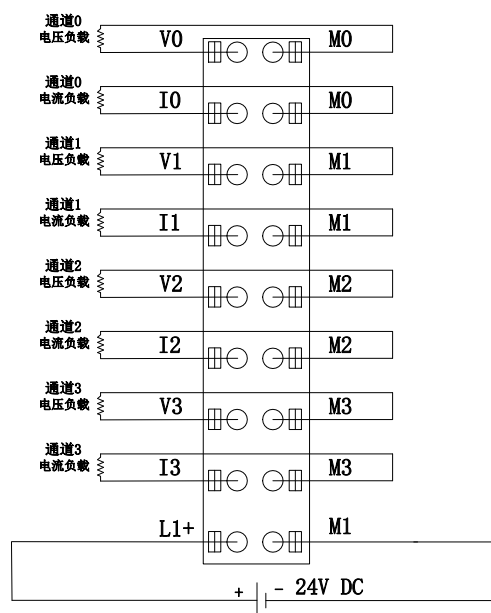 通道0
电压负载
V0
M0
通道0
电流负载
I0
M0
通道1
电压负载
V1
M1
通道1
电流负载
I1
M1
通道2
电压负载
V2
M2
通道2
电流负载
I2
M2
通道3
电压负载
V3
M3
通道3
电流负载
I3
M3
L1+
M1
+
- 24V DC